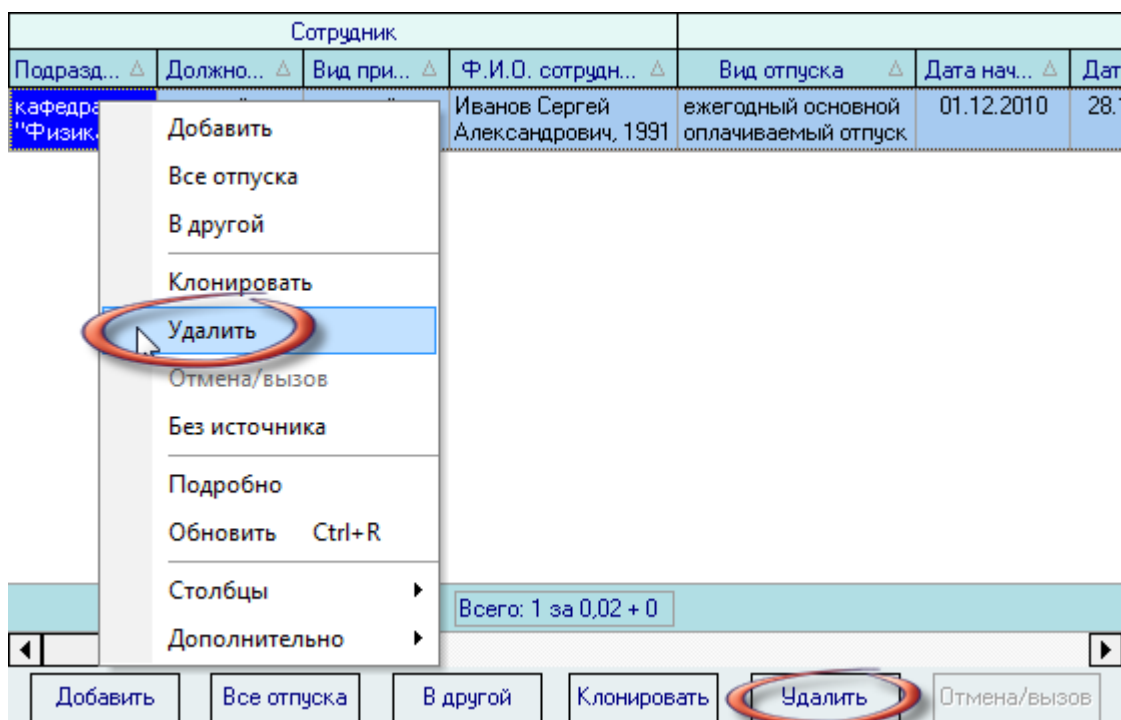 Сотрудник
Подразд... Должно... Вид при... Ф.И.О. сотрудн... Вид отпуска Дата нач... Дат
кафедра Иванов Сергей ежегодный основной 01.12.2010 28.1
"Физик Александрович, 1991 оплачиваемый отпуск
Добавить
Все отпуска
В другой
Клонировать
Удалить
Отмена/вызов
Без источника
Подробно
Обновить Ctrl+R
Столбцы
Дополнительно
Всего: 1 за 0,02 + 0
Добавить Все отпуска В другой Клонировать Удалить Отмена/вызов